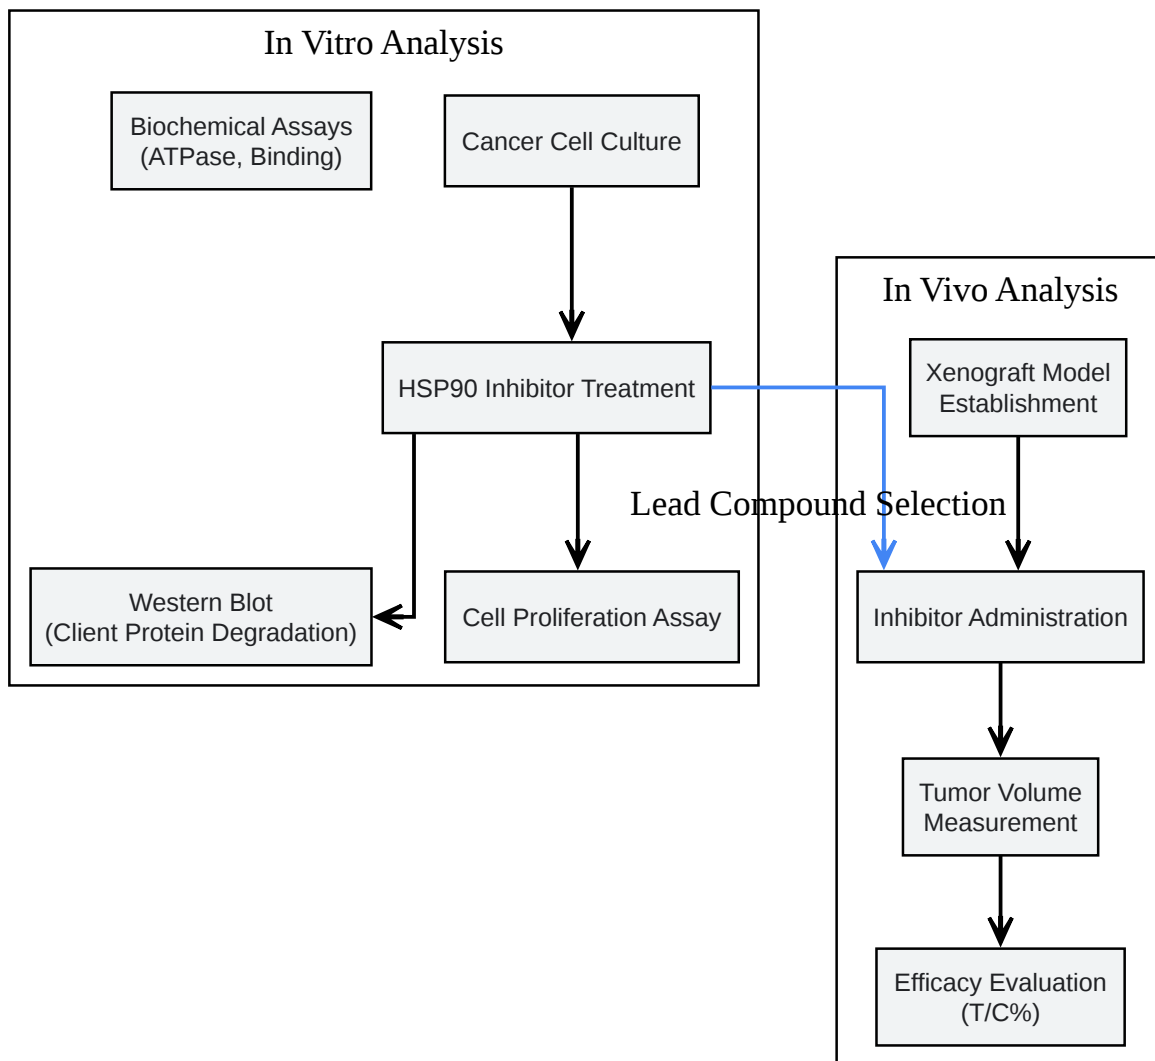 In Vitro Analysis
Biochemical Assays
(ATPase, Binding)
Cancer Cell Culture
HSP90 Inhibitor Treatment
Western Blot
(Client Protein Degradation)
Cell Proliferation Assay
Lead Compound Selection
In Vivo Analysis
Xenograft Model
Establishment
Inhibitor Administration
Tumor Volume
Measurement
Efficacy Evaluation
(T/C%)